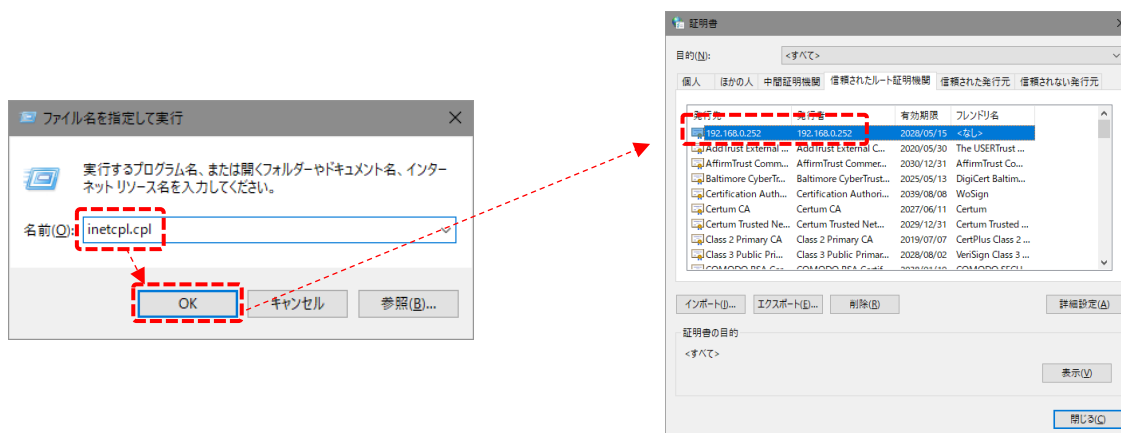 ファイル名を指定して実行
実行するプログラム名、または開くフォルダーやドキュメント名、インター
ネット リソース名を入力してください。
名前(O):
inetcpl.cpl
OK
キャンセル
参照(B)...
証明書
目的(N):
<すべて>
個人 ほかの人 中間証明機関 信頼されたルート証明機関 信頼された発行元 信頼されない発行元
発行先 発行者 有効期限 フレンドリ名
192.168.0.252 192.168.0.252 2028/05/15 <なし>
AddTrust External ... AddTrust External C... 2020/05/30 The USERTrust ...
AffirmTrust Comm... AffirmTrust Commer... 2030/12/31 AffirmTrust Co...
Baltimore CyberTr... Baltimore CyberTrust... 2025/05/13 DigiCert Baltim...
Certification Auth... Certification Authori... 2039/08/08 WoSign
Certum CA Certum CA 2027/06/11 Certum
Certum Trusted Ne... Certum Trusted Net... 2029/12/31 Certum Trusted ...
Class 2 Primary CA Class 2 Primary CA 2019/07/07 CertPlus Class 2 ...
Class 3 Public Pri... Class 3 Public Primar... 2028/08/02 VeriSign Class 3 ...
インポート(I)... エクスポート(E)... 削除(R) 詳細設定(A)
証明書の目的
<すべて>
表示(V)
閉じる(C)